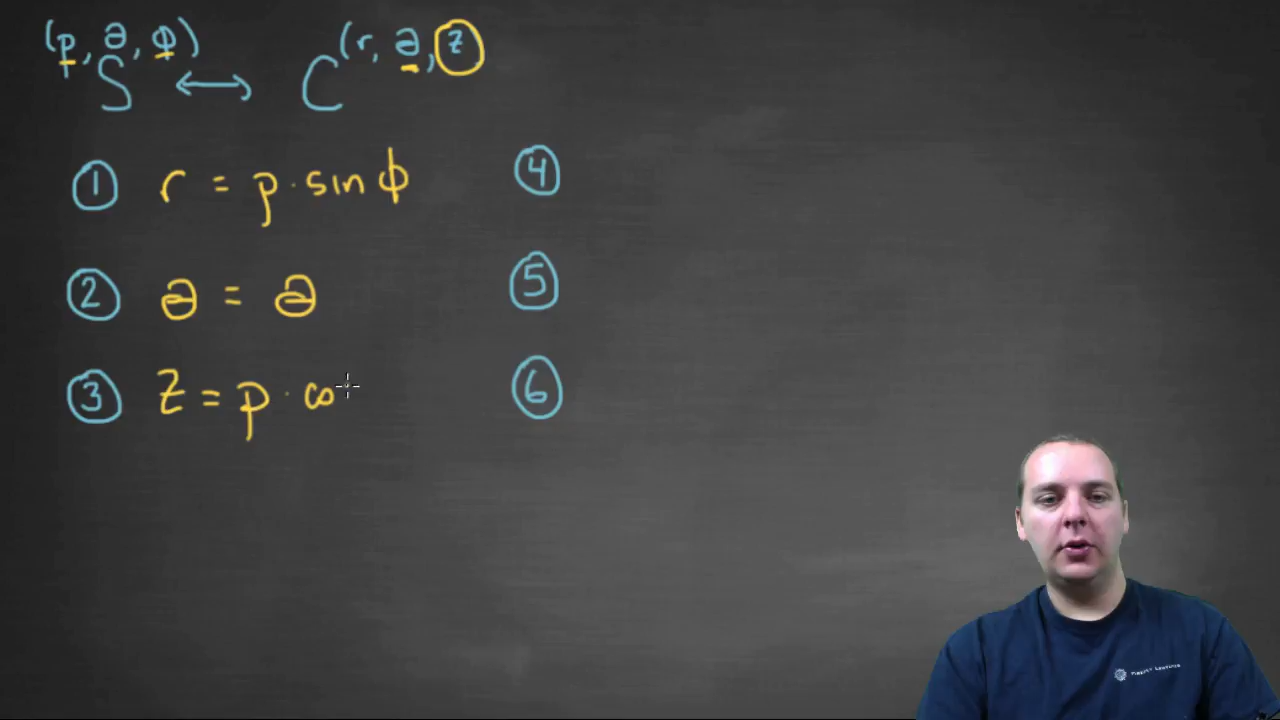 (ρ, θ, φ) (r, θ, z)
S ↔ C
① r = ρ · sin φ ④
② θ = θ ⑤
③ z = ρ · co ⑥